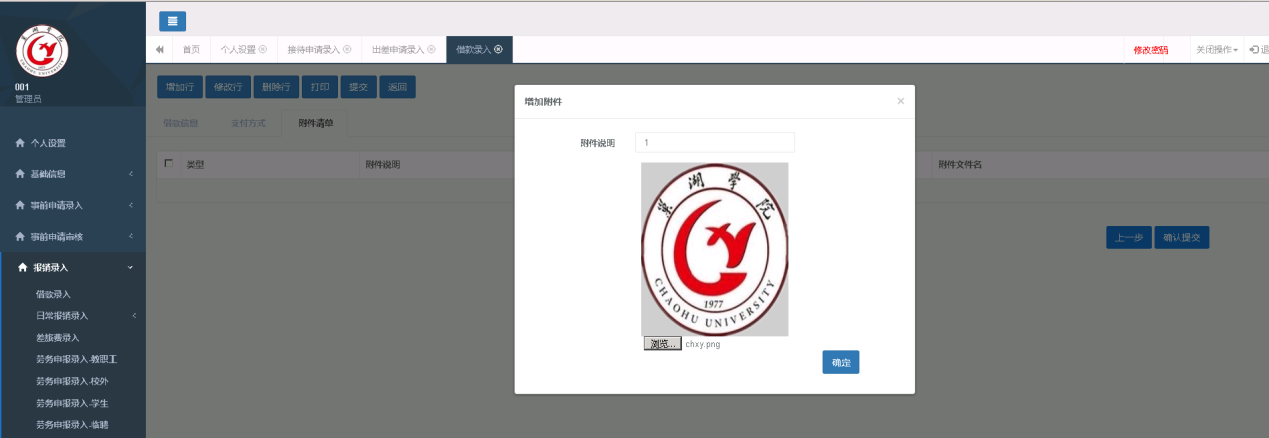 巢湖学院
CHAOHU UNIVERSITY
001
管理员
个人设置
基础信息
事前申请录入
事前申请审核
报销录入
借款录入
日常报销录入
差旅费录入
劳务申报录入-教职工
劳务申报录入-校外
劳务申报录入-学生
劳务申报录入-临聘
首页 个人设置 接待申请录入 出差申请录入 借款录入 修改密码 关闭操作 退
增加行 修改行 删除行 打印 提交 返回
借款信息 支付方式 附件清单
类型 附件说明 附件文件名
上一步 确认提交
增加附件 ×
附件说明 1
巢湖学院
1977
CHAOHU UNIVERSITY
浏览... chxy.png
确定